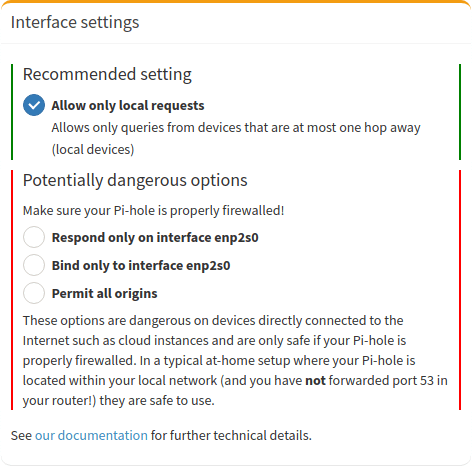 Interface settings
Recommended setting
Allow only local requests
Allows only queries from devices that are at most one hop away
(local devices)
Potentially dangerous options
Make sure your Pi-hole is properly firewalled!
Respond only on interface enp2s0
Bind only to interface enp2s0
Permit all origins
These options are dangerous on devices directly connected to the
Internet such as cloud instances and are only safe if your Pi-hole is
properly firewalled. In a typical at-home setup where your Pi-hole is
located within your local network (and you have not forwarded port 53 in
your router!) they are safe to use.
See our documentation for further technical details.